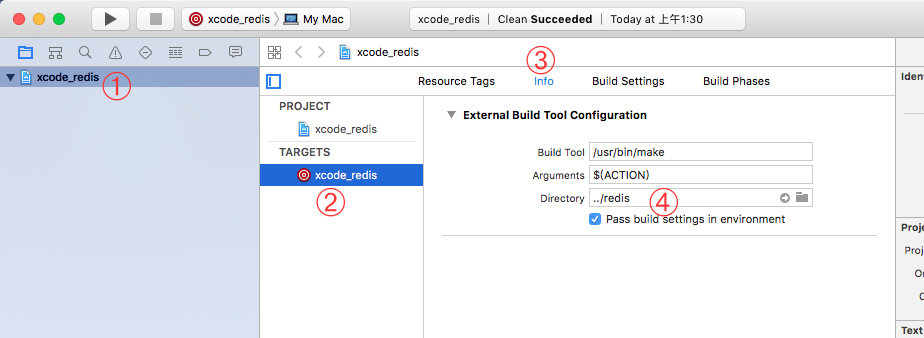 xcode_redis My Mac xcode_redis | Clean Succeeded | Today at 上午1:30
xcode_redis
xcode_redis ①
③
Resource Tags Info Build Settings Build Phases
PROJECT
xcode_redis
TARGETS
xcode_redis
②
External Build Tool Configuration
Build Tool /usr/bin/make
Arguments $(ACTION)
Directory ../redis ④
Pass build settings in environment
Iden
Proje
Proj
Or
C
Text